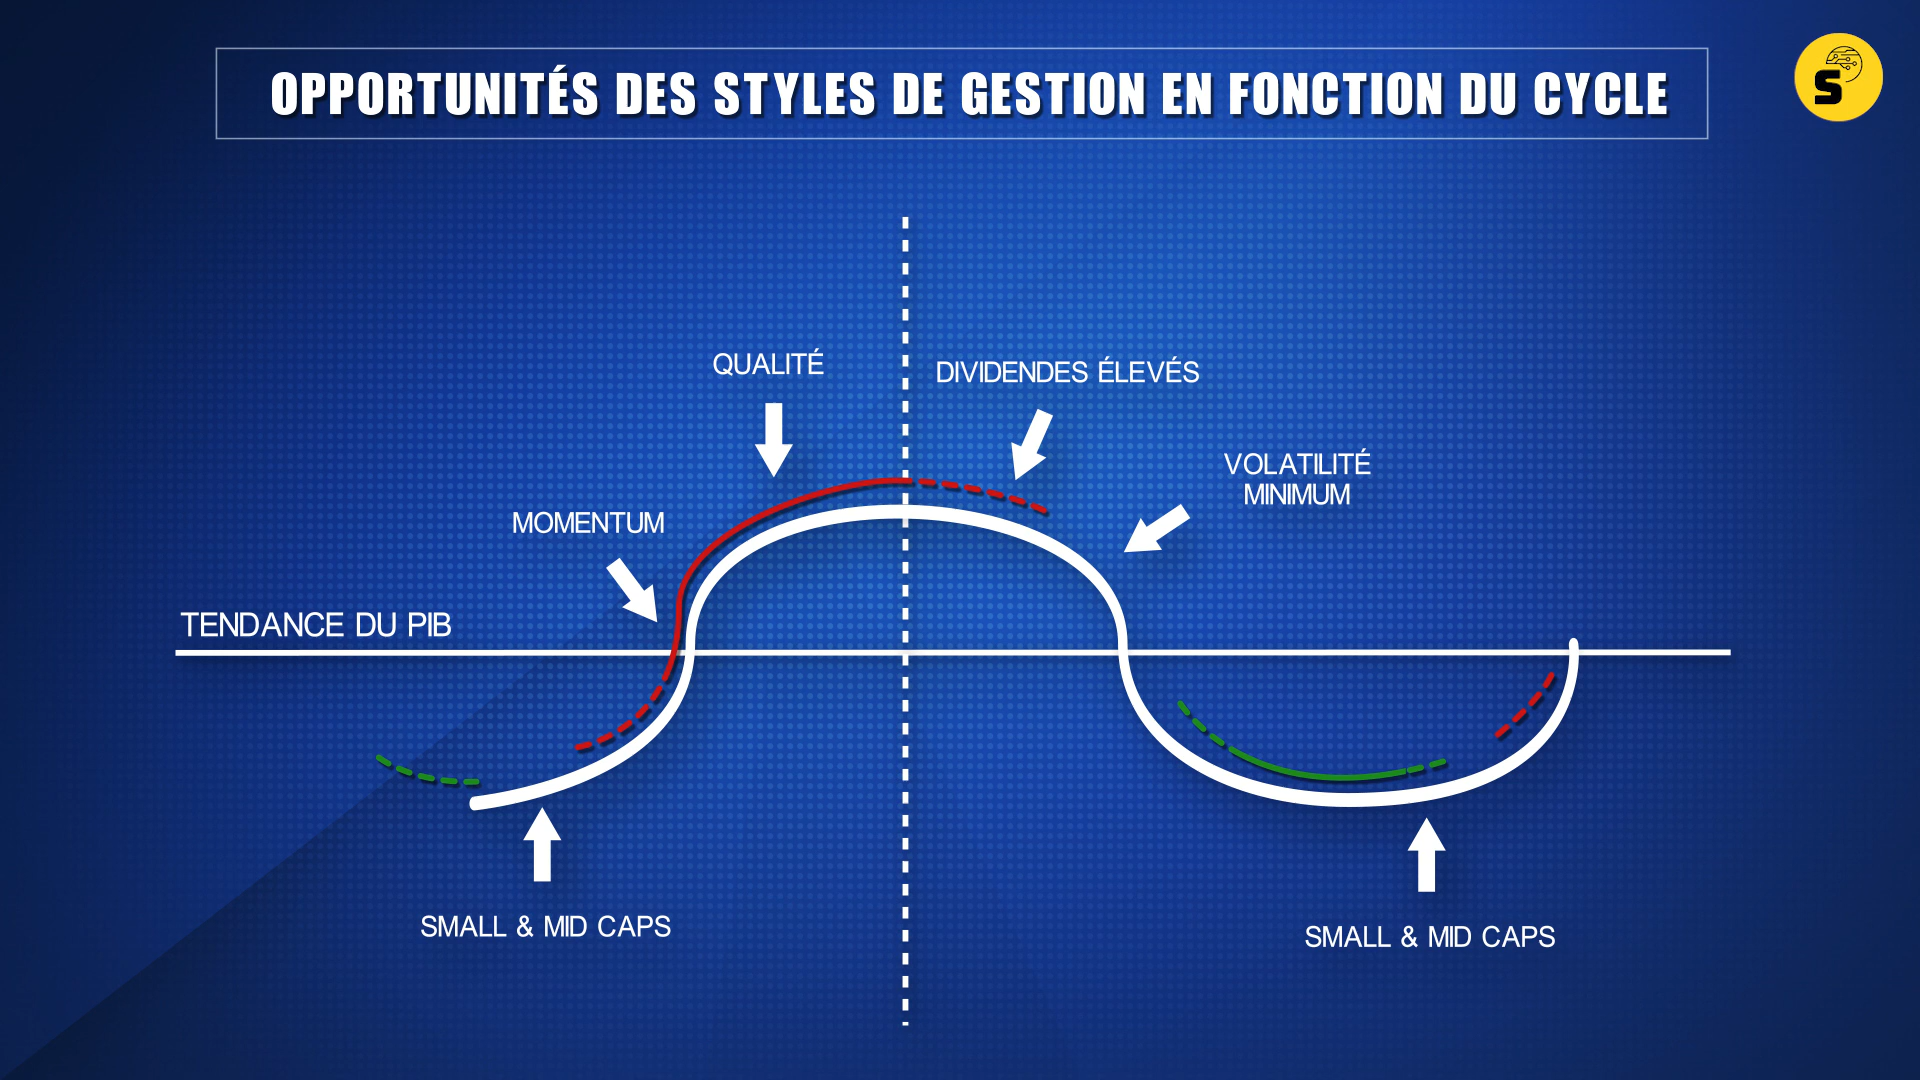 OPPORTUNITÉS DES STYLES DE GESTION EN FONCTION DU CYCLE
S
QUALITÉ
DIVIDENDES ÉLEVÉS
VOLATILITÉ
MINIMUM
MOMENTUM
TENDANCE DU PIB
SMALL & MID CAPS
SMALL & MID CAPS